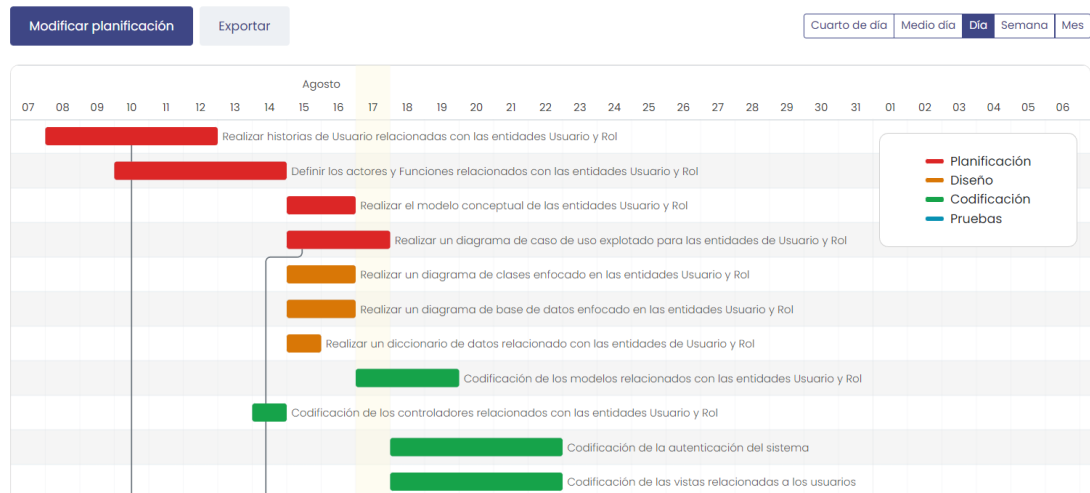 Modificar planificación Exportar Cuarto de día Medio día Día Semana Mes
Agosto
07 08 09 10 11 12 13 14 15 16 17 18 19 20 21 22 23 24 25 26 27 28 29 30 31 01 02 03 04 05 06
Realizar historias de Usuario relacionadas con las entidades Usuario y Rol
Definir los actores y Funciones relacionados con las entidades Usuario y Rol
Realizar el modelo conceptual de las entidades Usuario y Rol
Realizar un diagrama de caso de uso explotado para las entidades de Usuario y Rol
Realizar un diagrama de clases enfocado en las entidades Usuario y Rol
Realizar un diagrama de base de datos enfocado en las entidades Usuario y Rol
Realizar un diccionario de datos relacionado con las entidades de Usuario y Rol
Codificación de los modelos relacionados con las entidades Usuario y Rol
Codificación de los controladores relacionados con las entidades Usuario y Rol
Codificación de la autenticación del sistema
Codificación de las vistas relacionadas a los usuarios
Planificación
Diseño
Codificación
Pruebas